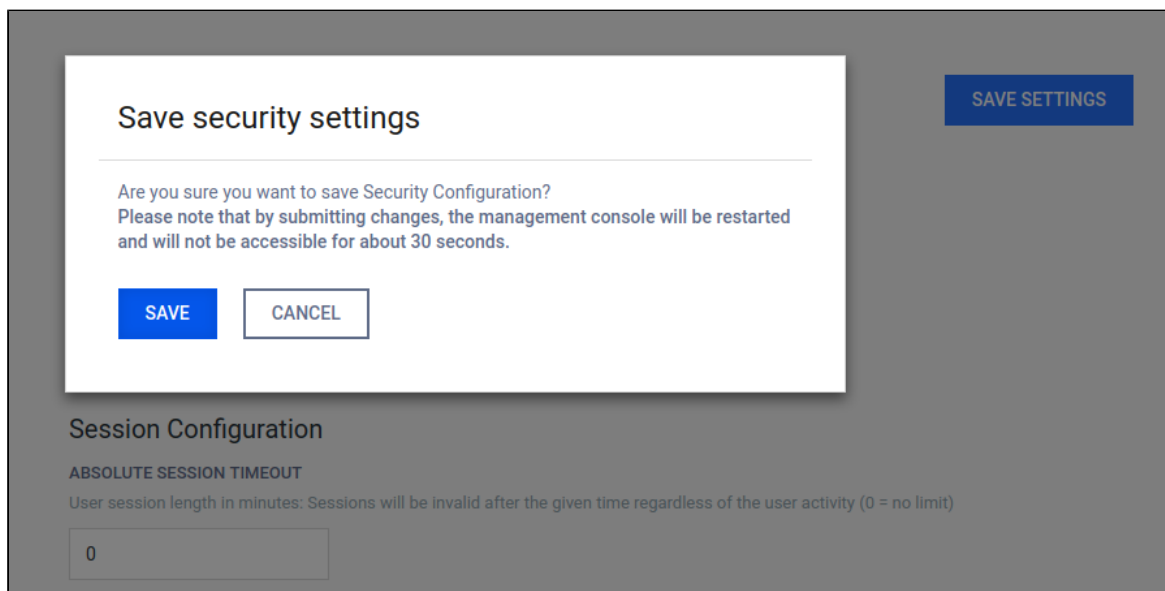 SAVE SETTINGS
Save security settings
Are you sure you want to save Security Configuration?
Please note that by submitting changes, the management console will be restarted
and will not be accessible for about 30 seconds.
SAVE
CANCEL
Session Configuration
ABSOLUTE SESSION TIMEOUT
User session length in minutes: Sessions will be invalid after the given time regardless of the user activity (0 = no limit)
0